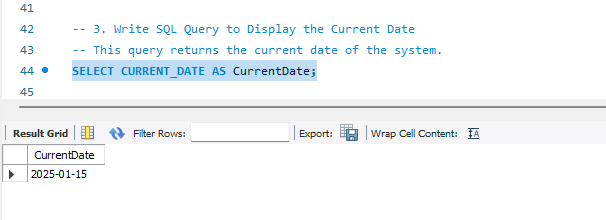 41
42 -- 3. Write SQL Query to Display the Current Date
43 -- This query returns the current date of the system.
44 SELECT CURRENT_DATE AS CurrentDate;
45
Result Grid Filter Rows: Export: Wrap Cell Content:
CurrentDate
2025-01-15